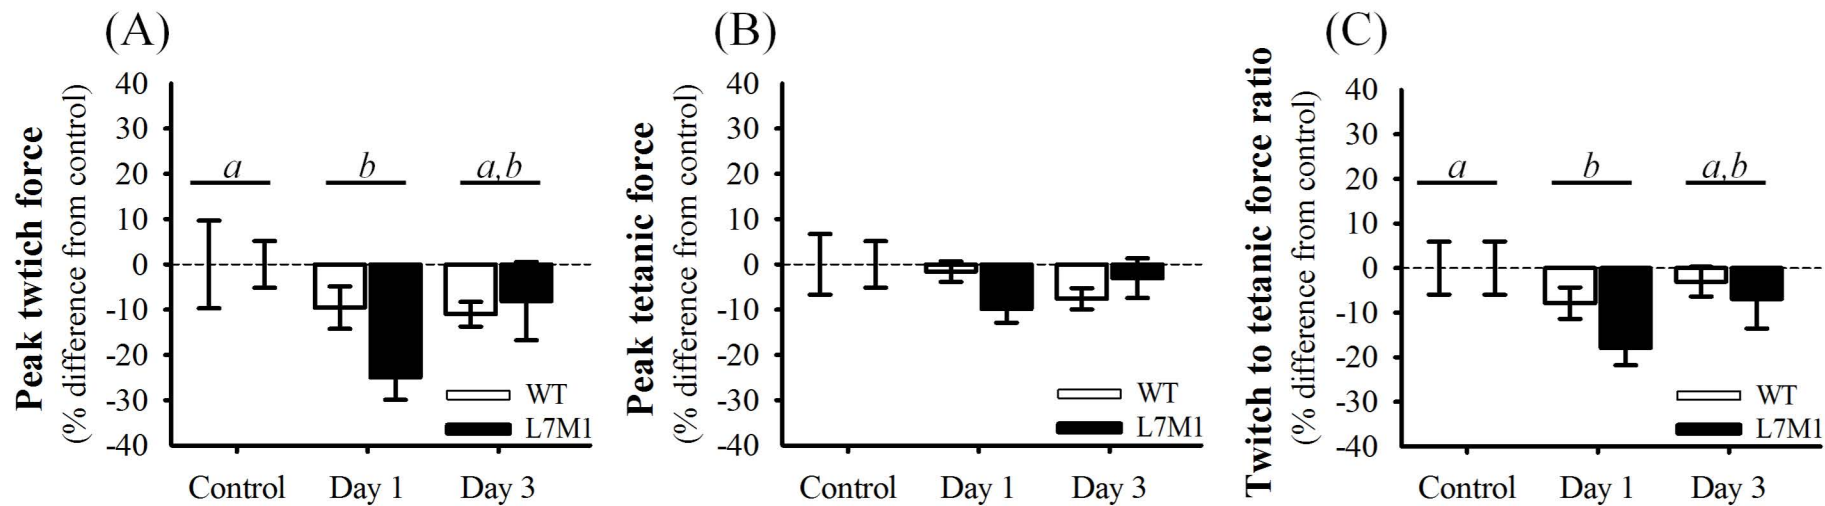 (A)
Peak twtich force
(% difference from control)
40
30
20
10
0
-10
-20
-30
-40
a
b
a,b
WT
L7M1
Control
Day 1
Day 3
(B)
Peak tetanic force
(% difference from control)
40
30
20
10
0
-10
-20
-30
-40
WT
L7M1
Control
Day 1
Day 3
(C)
Twitch to tetanic force ratio
(% difference from control)
40
30
20
10
0
-10
-20
-30
-40
a
b
a,b
WT
L7M1
Control
Day 1
Day 3